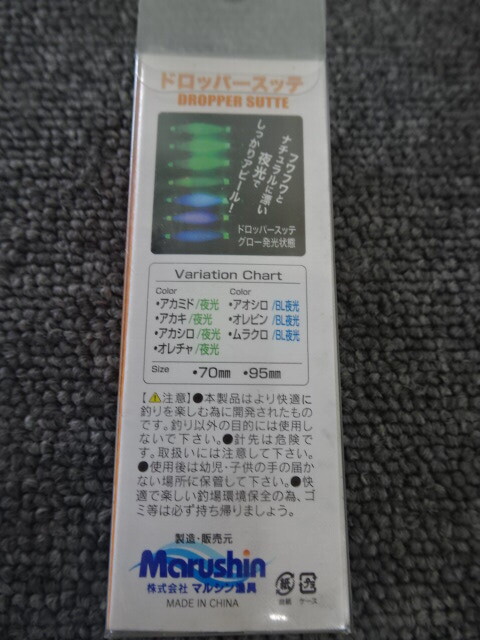 ドロッパースッテ
DROPPER SUTTE
フワフワと
ナチュラルに漂い
夜光で
しっかりアピール!
ドロッパースッテ
グロー発光状態
Variation Chart
Color
Color
・アカミド/夜光
・アオシロ/BL夜光
・アカキ/夜光
・オレピン/BL夜光
・アカシロ/夜光
・ムラクロ/BL夜光
・オレチャ/夜光
Size
・70mm
・95mm
【⚠注意】●本製品はより快適に
釣りを楽しむ為に開発されたもの
です。釣り以外の目的には使用し
ないで下さい。●針先は危険で
す。取扱いには注意して下さい。
●使用後は幼児・子供の手の届か
ない場所に保管して下さい。●快
適で楽しい釣場環境保全の為、ゴ
ミ等は必ず持ち帰りましょう。
製造・販売元
Marushin
株式会社 マルシン漁具
MADE IN CHINA
紙
台紙
プラ
ケース